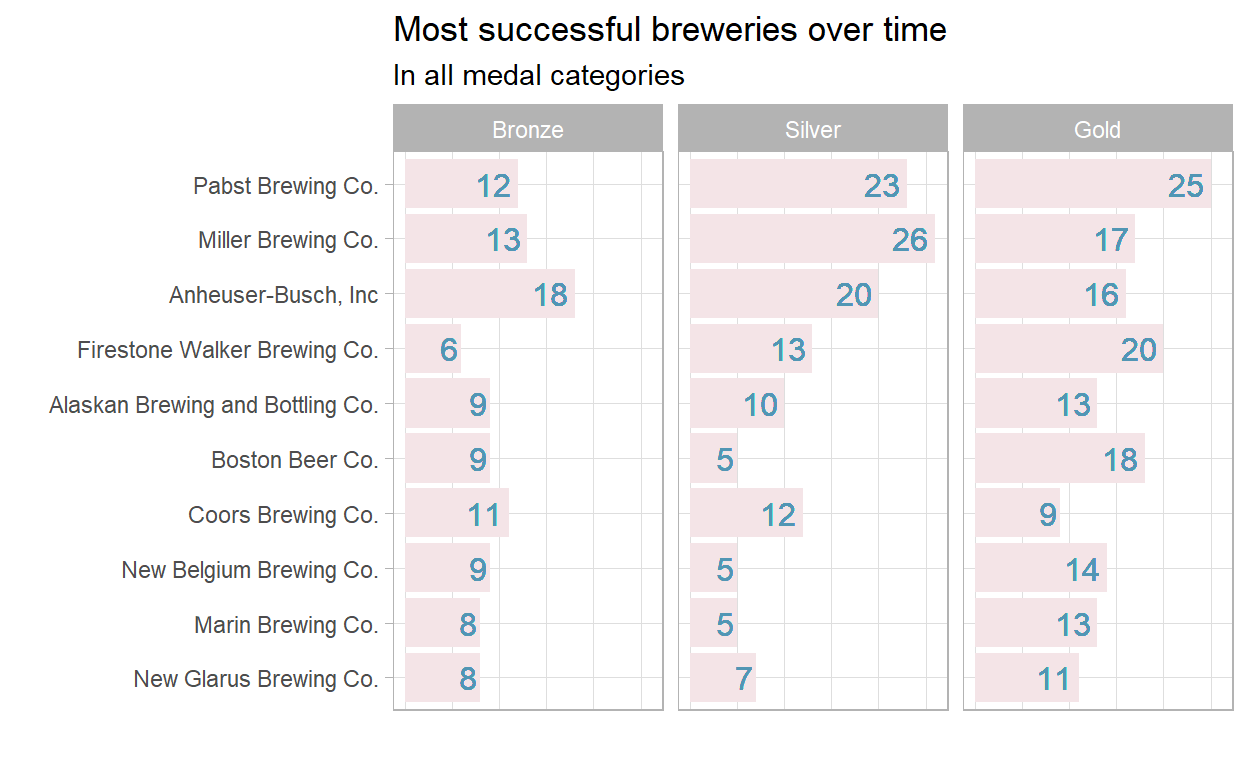 Most successful breweries over time
In all medal categories
Bronze Silver Gold
Pabst Brewing Co. 12 23 25
Miller Brewing Co. 13 26 17
Anheuser-Busch, Inc 18 20 16
Firestone Walker Brewing Co. 6 13 20
Alaskan Brewing and Bottling Co. 9 10 13
Boston Beer Co. 9 5 18
Coors Brewing Co. 11 12 9
New Belgium Brewing Co. 9 5 14
Marin Brewing Co. 8 5 13
New Glarus Brewing Co. 8 7 11